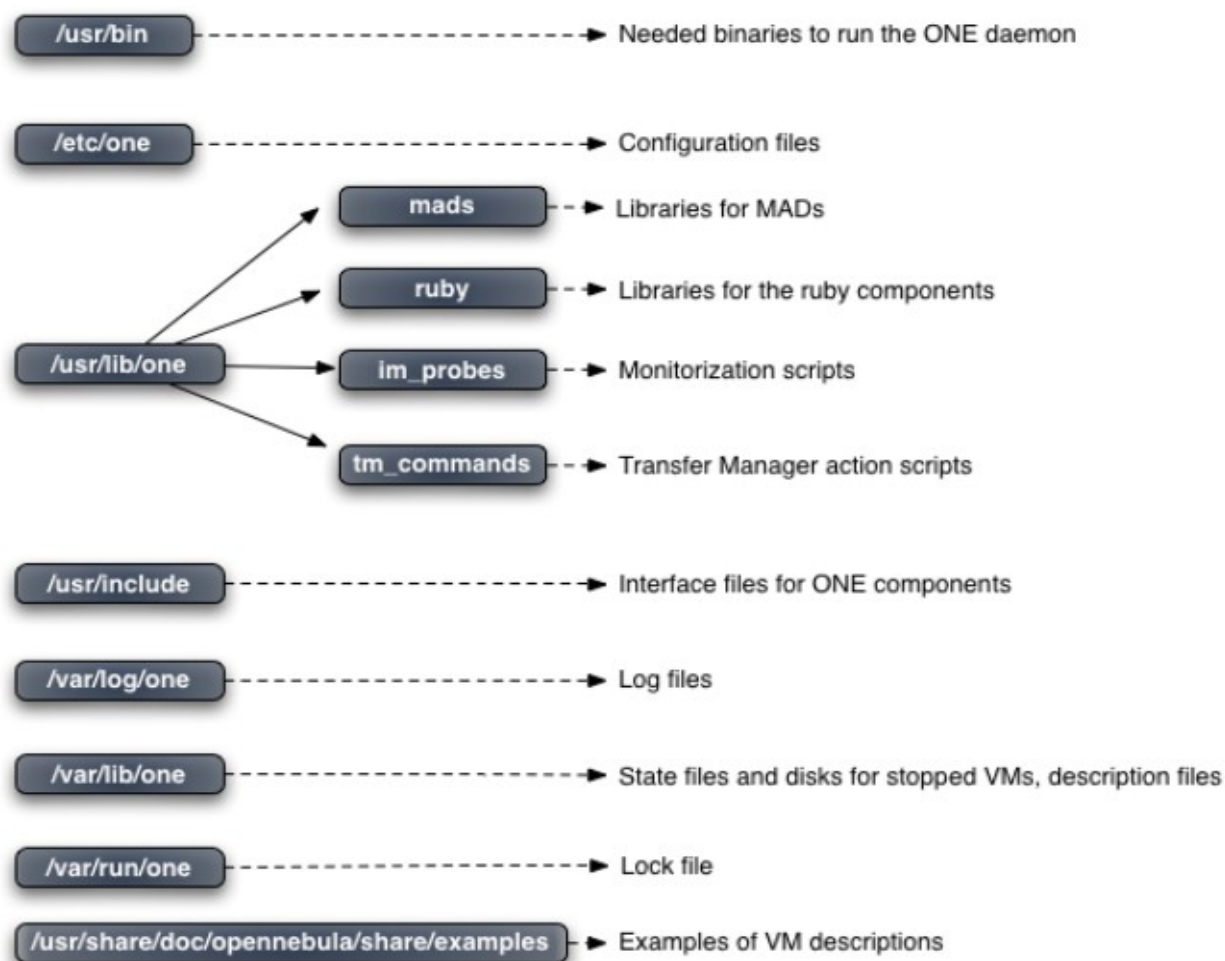 /usr/bin
Needed binaries to run the ONE daemon
/etc/one
Configuration files
mads
Libraries for MADs
ruby
Libraries for the ruby components
/usr/lib/one
im_probes
Monitorization scripts
tm_commands
Transfer Manager action scripts
/usr/include
Interface files for ONE components
/var/log/one
Log files
/var/lib/one
State files and disks for stopped VMs, description files
/var/run/one
Lock file
/usr/share/doc/opennebula/share/examples
Examples of VM descriptions